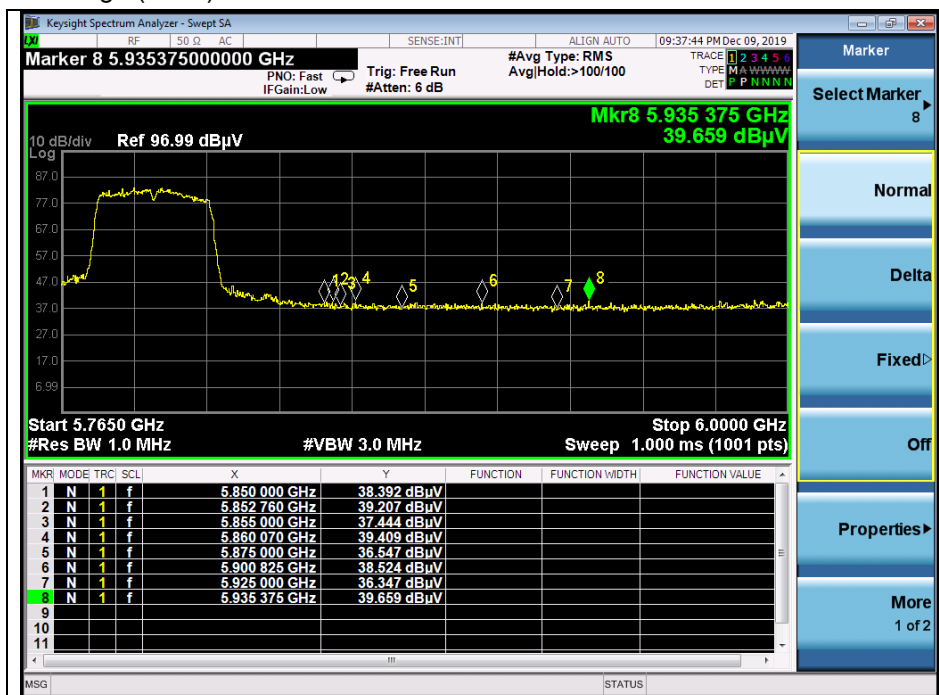 Keysight Spectrum Analyzer - Swept SA
LXI RF 50 Ω AC SENSE:INT ALIGN AUTO 09:37:44 PM Dec 09, 2019
Marker 8 5.935375000000 GHz
PNO: Fast
IFGain:Low
Trig: Free Run
#Atten: 6 dB
#Avg Type: RMS
Avg|Hold:>100/100
TRACE 1 2 3 4 5 6
TYPE M A W W W W
DET P P N N N N
Mkr8 5.935 375 GHz
39.659 dBµV
10 dB/div Ref 96.99 dBµV
Log
87.0
77.0
67.0
57.0
47.0
37.0
27.0
17.0
6.99
1 2 3 4 5 6 7 8
Start 5.7650 GHz Stop 6.0000 GHz
#Res BW 1.0 MHz #VBW 3.0 MHz Sweep 1.000 ms (1001 pts)
MKR MODE TRC SCL X Y FUNCTION FUNCTION WIDTH FUNCTION VALUE
1 N 1 f 5.850 000 GHz 38.392 dBµV
2 N 1 f 5.852 760 GHz 39.207 dBµV
3 N 1 f 5.855 000 GHz 37.444 dBµV
4 N 1 f 5.860 070 GHz 39.409 dBµV
5 N 1 f 5.875 000 GHz 36.547 dBµV
6 N 1 f 5.900 825 GHz 38.524 dBµV
7 N 1 f 5.925 000 GHz 36.347 dBµV
8 N 1 f 5.935 375 GHz 39.659 dBµV
9
10
11
MSG STATUS
Marker
Select Marker
8
Normal
Delta
Fixed
Off
Properties
More
1 of 2